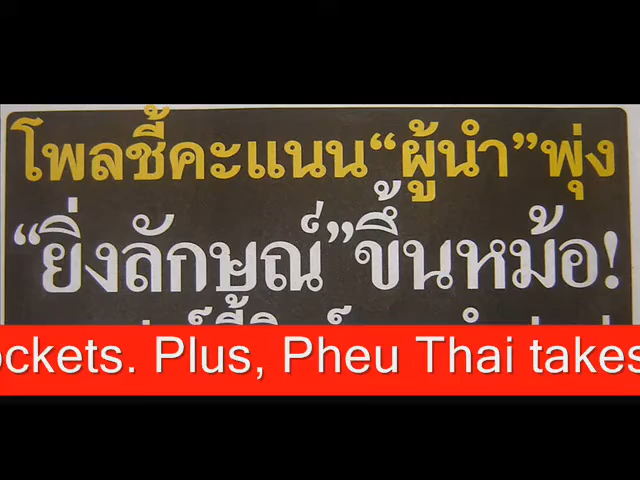 โพลชี้คะแนน“ผู้นำ”พุ่ง
“ยิ่งลักษณ์”ขึ้นหม้อ!
ockets. Plus, Pheu Thai takes